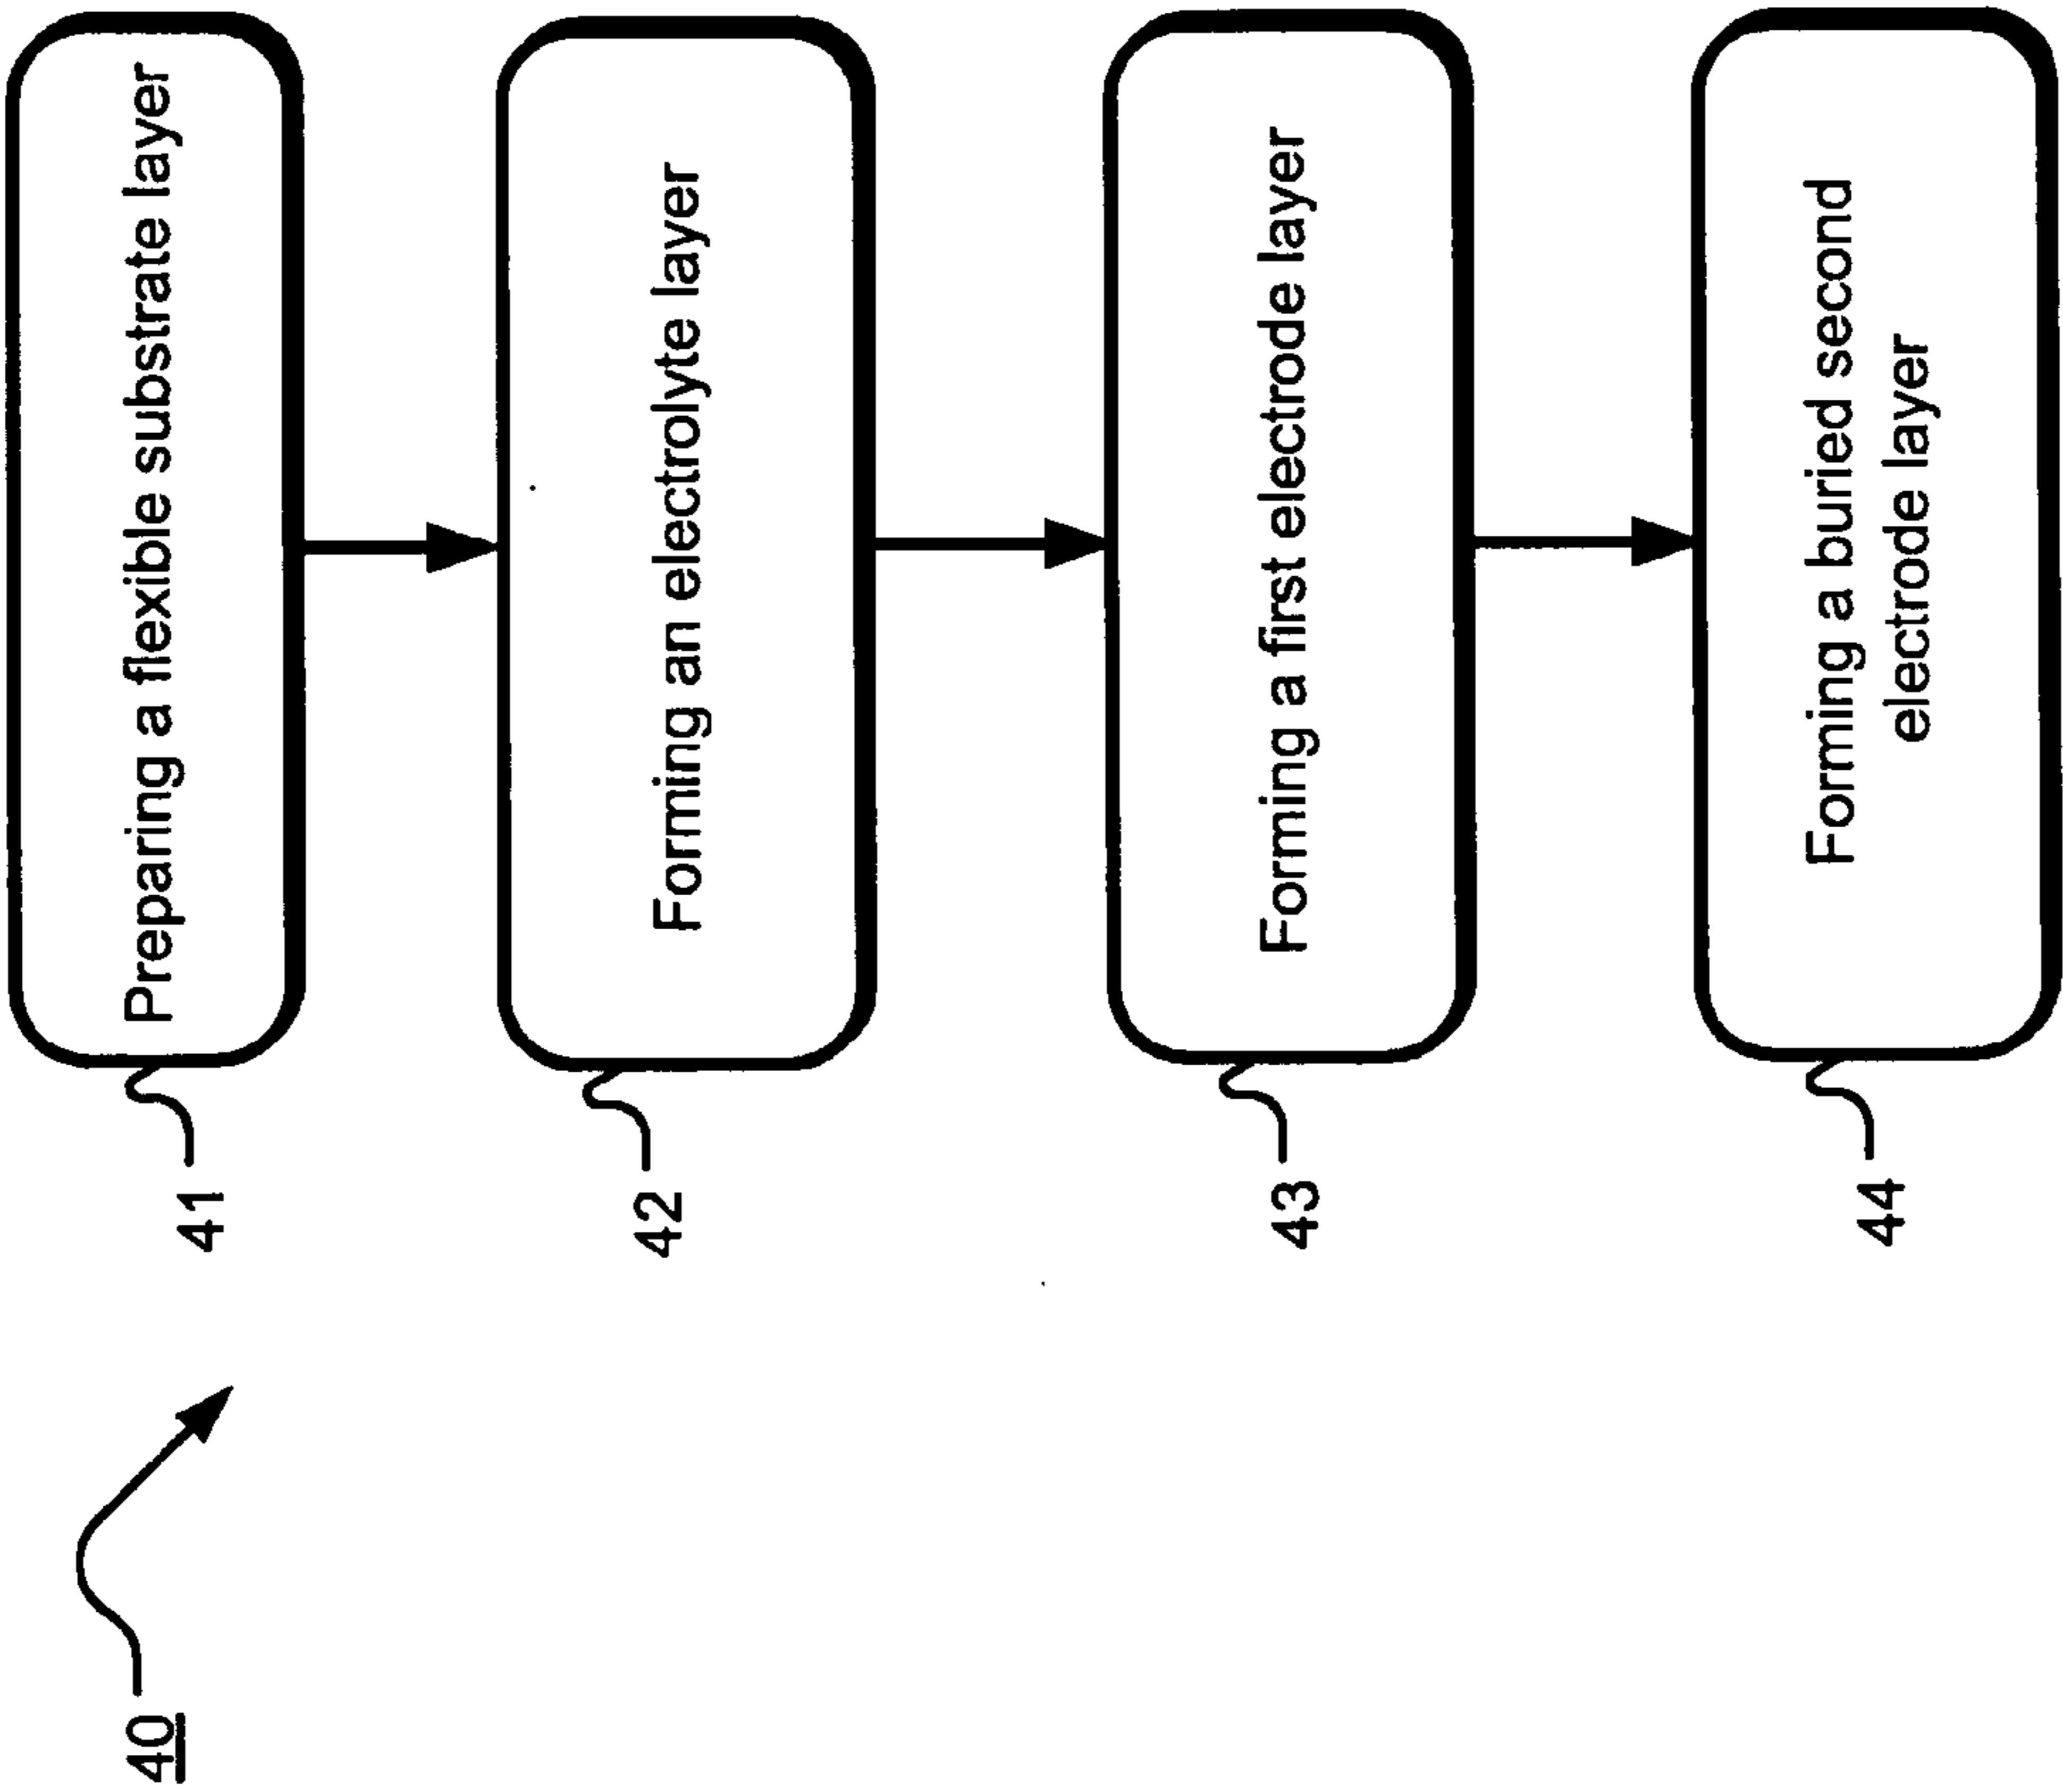 40
41
Preparing a flexible substrate layer
42
Forming an electrolyte layer
43
Forming a first electrode layer
44
Forming a buried second
electrode layer